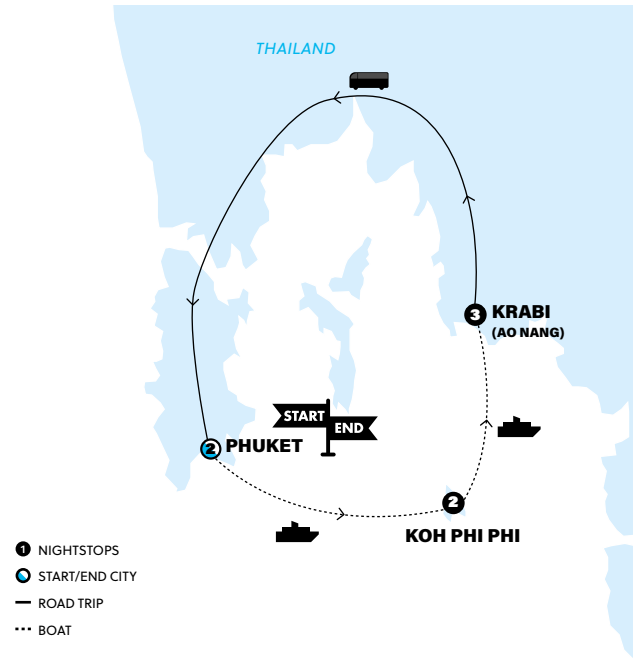 THAILAND
3 KRABI
(AO NANG)
START
END
2 PHUKET
2
KOH PHI PHI
1 NIGHTSTOPS
START/END CITY
ROAD TRIP
BOAT